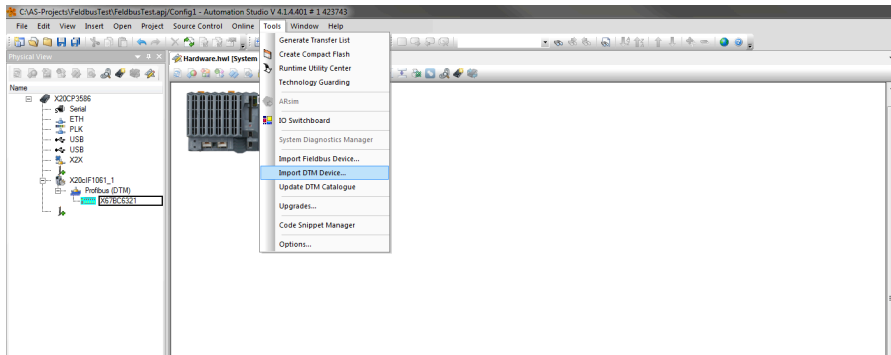 C:\AS-Projects\FeldbusTest\FeldbusTest.apj/Config1 - Automation Studio V 4.1.4.401 # 1 423743
File Edit View Insert Open Project Source Control Online Tools Window Help
Physical View
Hardware.hwl [System
Name
X20CP3586
Serial
ETH
PLK
USB
USB
X2X
X20cIF1061_1
Profibus (DTM)
X67BC6321
Generate Transfer List
Create Compact Flash
Runtime Utility Center
Technology Guarding
ARsim
IO Switchboard
System Diagnostics Manager
Import Fieldbus Device...
Import DTM Device...
Update DTM Catalogue
Upgrades...
Code Snippet Manager
Options...